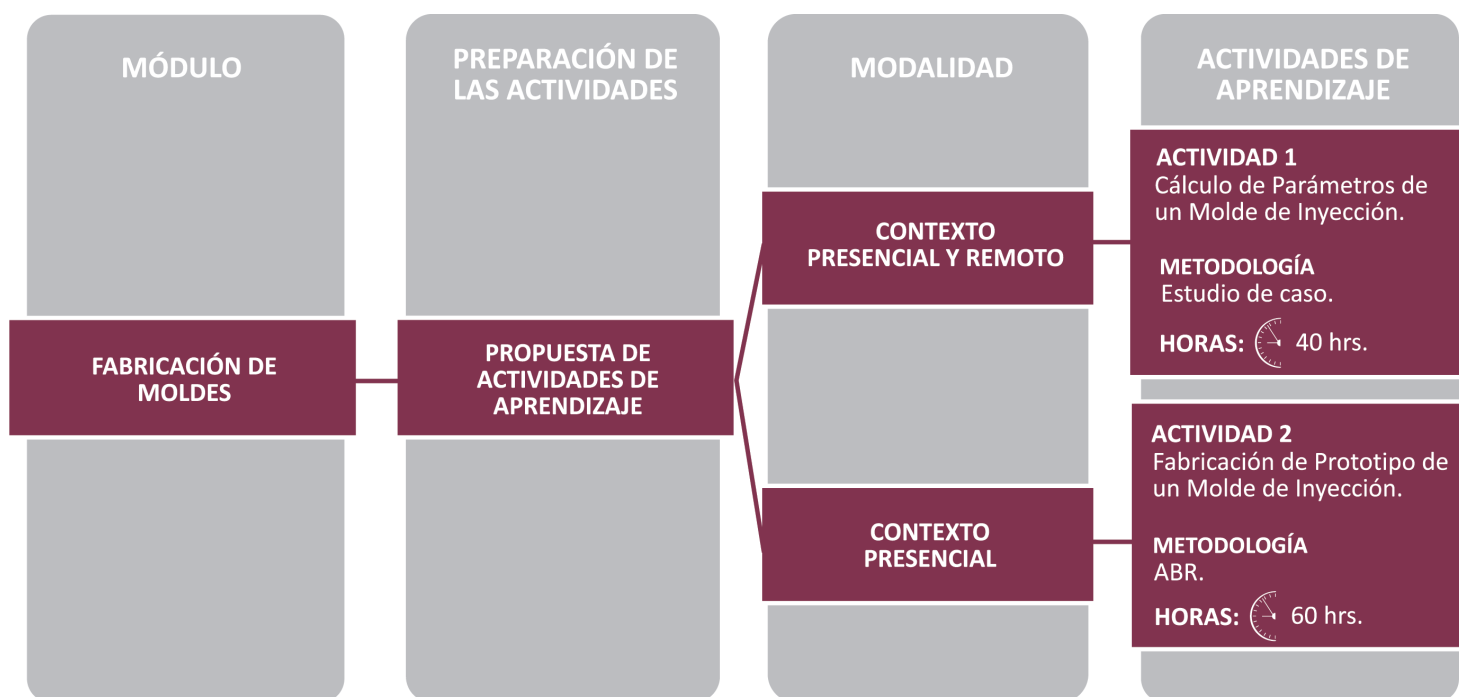 MÓDULO
PREPARACIÓN DE
LAS ACTIVIDADES
MODALIDAD
ACTIVIDADES DE
APRENDIZAJE
FABRICACIÓN DE
MOLDES
PROPUESTA DE
ACTIVIDADES DE
APRENDIZAJE
CONTEXTO
PRESENCIAL Y REMOTO
ACTIVIDAD 1
Cálculo de Parámetros de
un Molde de Inyección.
METODOLOGÍA
Estudio de caso.
HORAS: 40 hrs.
CONTEXTO
PRESENCIAL
ACTIVIDAD 2
Fabricación de Prototipo de
un Molde de Inyección.
METODOLOGÍA
ABR.
HORAS: 60 hrs.